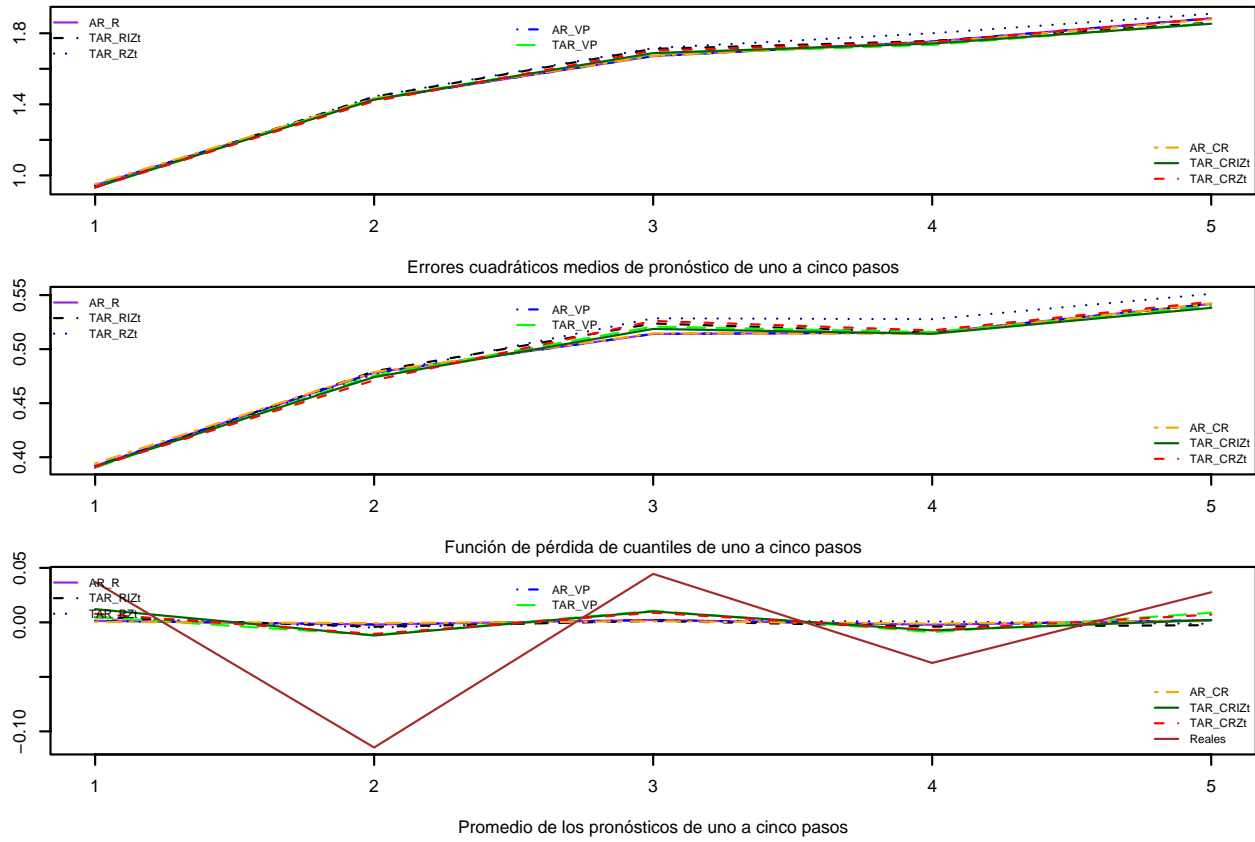 1.8
1.4
1.0
AR_R
TAR_RIZt
TAR_RZt
AR_VP
TAR_VP
AR_CR
TAR_CRIZt
TAR_CRZt
1 2 3 4 5
Errores cuadráticos medios de pronóstico de uno a cinco pasos
0.55
0.50
0.45
0.40
AR_R
TAR_RIZt
TAR_RZt
AR_VP
TAR_VP
AR_CR
TAR_CRIZt
TAR_CRZt
1 2 3 4 5
Función de pérdida de cuantiles de uno a cinco pasos
0.05
0.00
−0.10
AR_R
TAR_RIZt
TAR_RZt
AR_VP
TAR_VP
AR_CR
TAR_CRIZt
TAR_CRZt
Reales
1 2 3 4 5
Promedio de los pronósticos de uno a cinco pasos